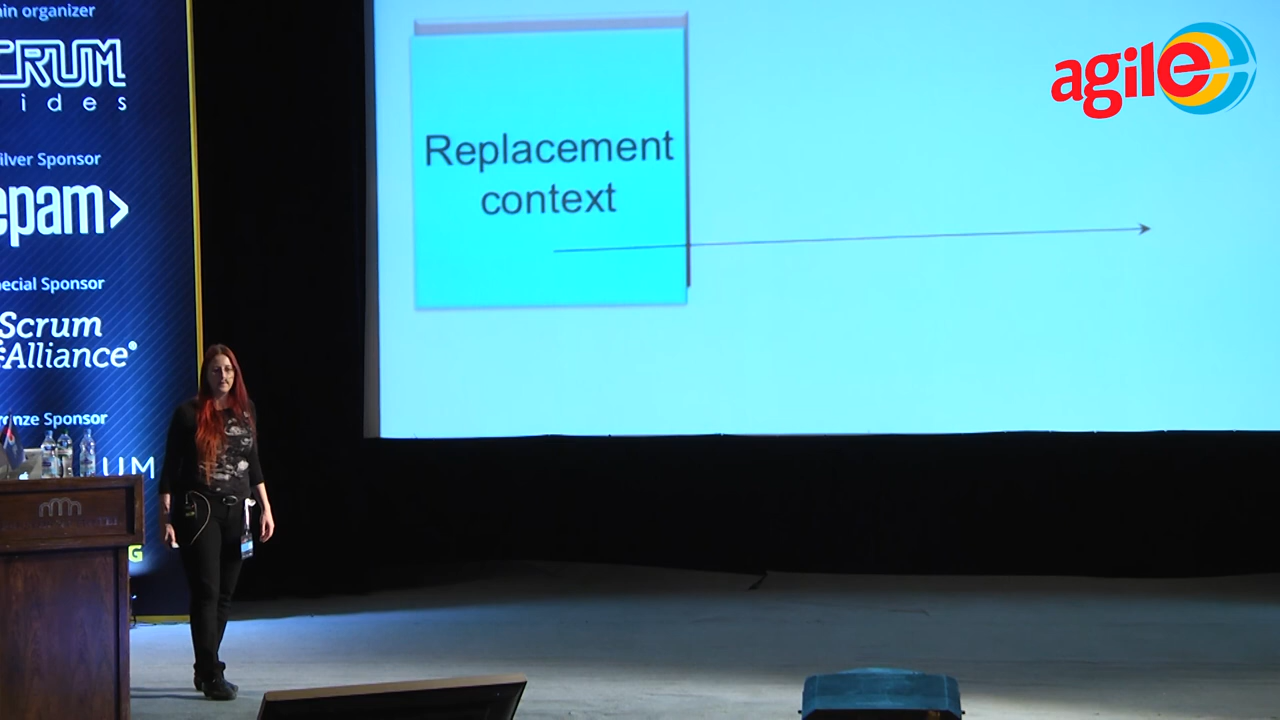 ain organizer
CRUM
ides
ilver Sponsor
epam>
pecial Sponsor
Scrum
Alliance®
onze Sponsor
UM
G
Replacement
context
agile